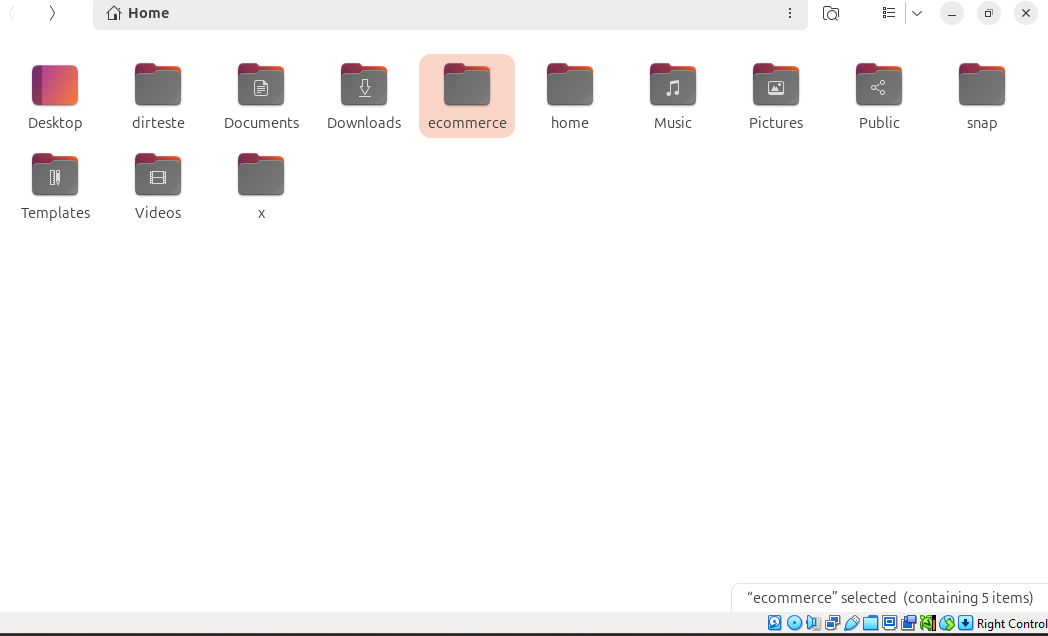 Home
Desktop dirteste Documents Downloads ecommerce home Music Pictures Public snap
Templates Videos x
“ecommerce” selected (containing 5 items)
Right Control